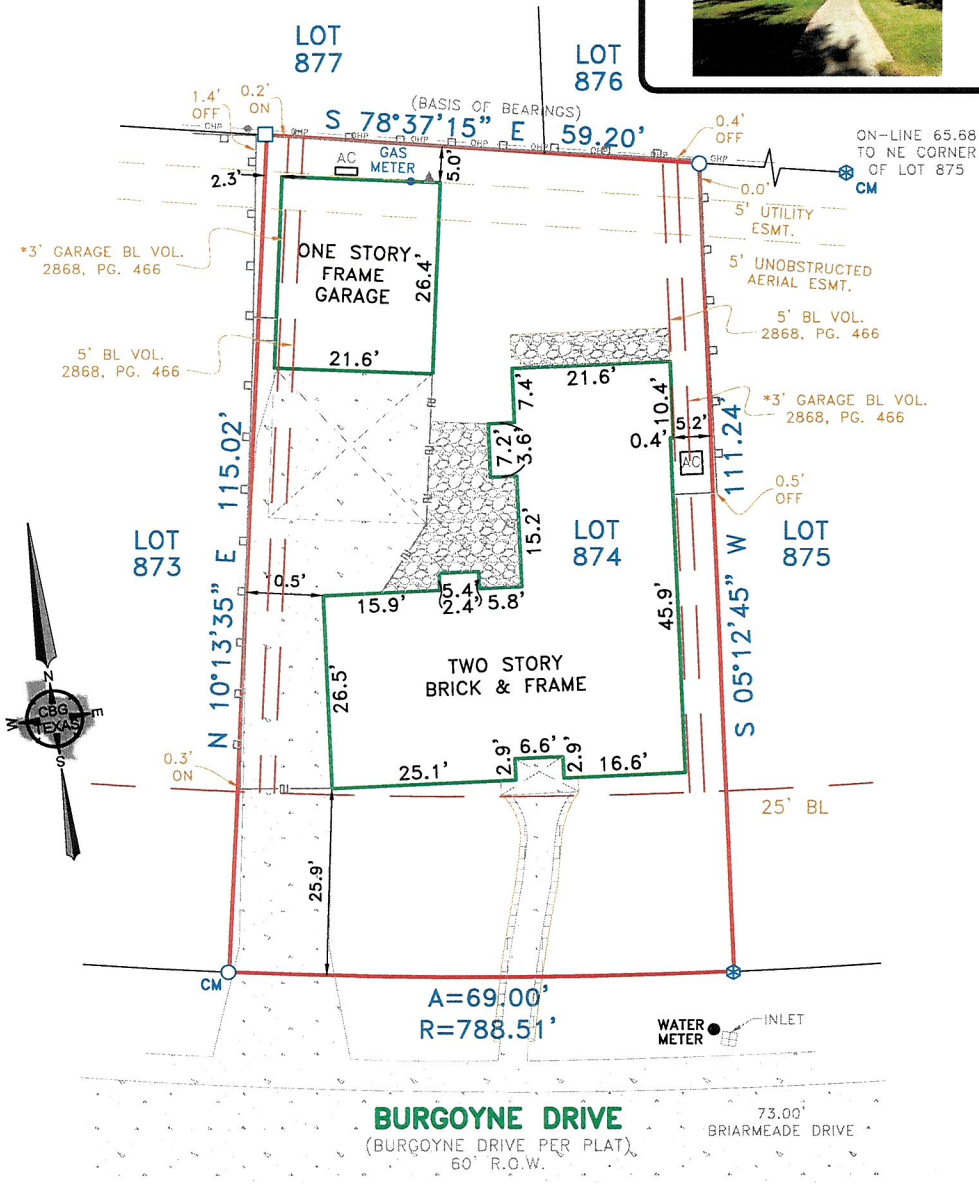 LOT
877
LOT
876
(BASIS OF BEARINGS)
S 78°37'15" E 59.20'
1.4'
OFF
0.2'
ON
0.4'
OFF
OHP
OHP
OHP
OHP
OHP
OHP
OHP
ON-LINE 65.68
TO NE CORNER
OF LOT 875
CM
AC
GAS
METER
5.0'
2.3'
0.0'
5' UTILITY
ESMT.
*3' GARAGE BL VOL.
2868, PG. 466
ONE STORY
FRAME
GARAGE
26.4'
5' UNOBSTRUCTED
AERIAL ESMT.
5' BL VOL.
2868, PG. 466
5' BL VOL.
2868, PG. 466
21.6'
21.6'
7.4'
10.4'
*3' GARAGE BL VOL.
2868, PG. 466
7.2'
3.6'
0.4'
5.2'
AC
N 10°13'35" E 115.02'
S 05°12'45" W 111.24'
0.5'
OFF
15.2'
LOT
874
LOT
873
LOT
875
0.5'
15.9'
5.4'
(2.4')
5.8'
45.9'
26.5'
TWO STORY
BRICK & FRAME
N
CBG
TEXAS
W
E
S
0.3'
ON
25.1'
2.9'
6.6'
2.9'
16.6'
25' BL
25.9'
CM
A=69.00'
R=788.51'
WATER
METER
INLET
BURGOYNE DRIVE
(BURGOYNE DRIVE PER PLAT)
60' R.O.W.
73.00'
BRIARMEADE DRIVE